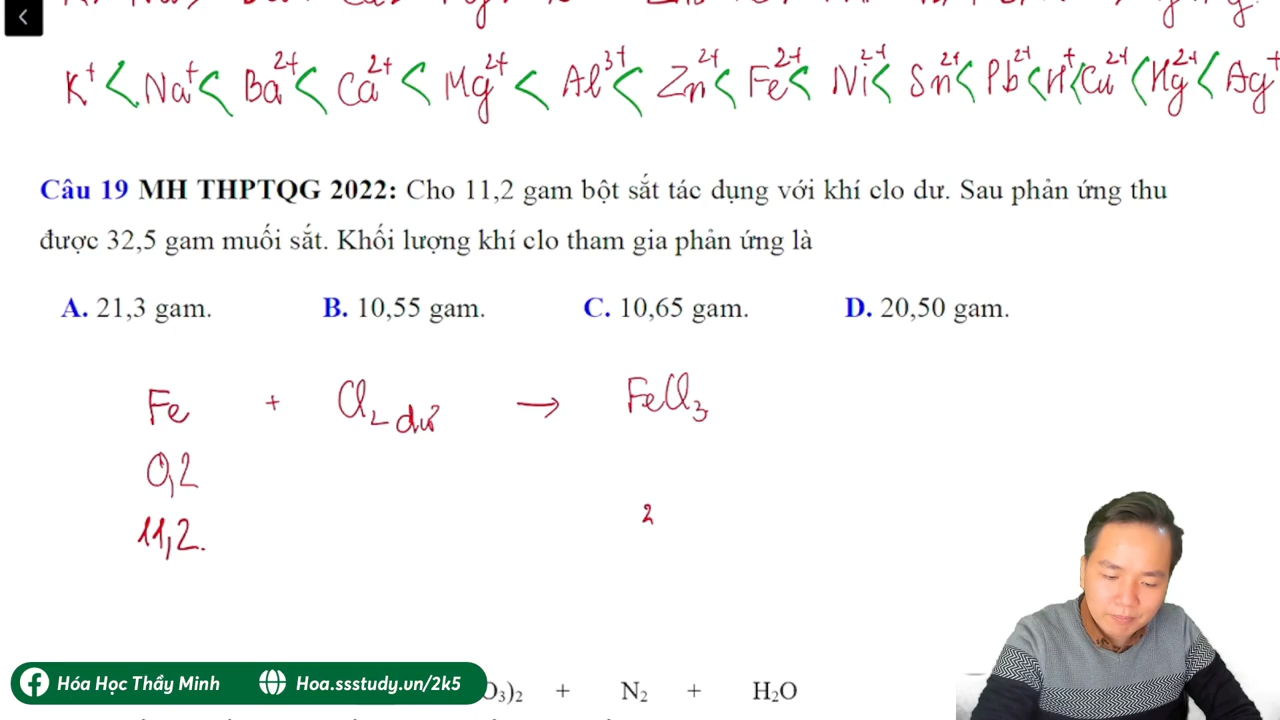 K⁺ < Na⁺ < Ba²⁺ < Ca²⁺ < Mg²⁺ < Al³⁺ < Zn²⁺ < Fe²⁺ < Ni²⁺ < Sn²⁺ < Pb²⁺ < H⁺ < Cu²⁺ < Hg²⁺ < Ag⁺
Câu 19 MH THPTQG 2022: Cho 11,2 gam bột sắt tác dụng với khí clo dư. Sau phản ứng thu
được 32,5 gam muối sắt. Khối lượng khí clo tham gia phản ứng là
A. 21,3 gam. B. 10,55 gam. C. 10,65 gam. D. 20,50 gam.
Fe + Cl₂ dư → FeCl₃
0,2
11,2.
Hóa Học Thầy Minh Hoa.ssstudy.vn/2k5 O₃)₂ + N₂ + H₂O